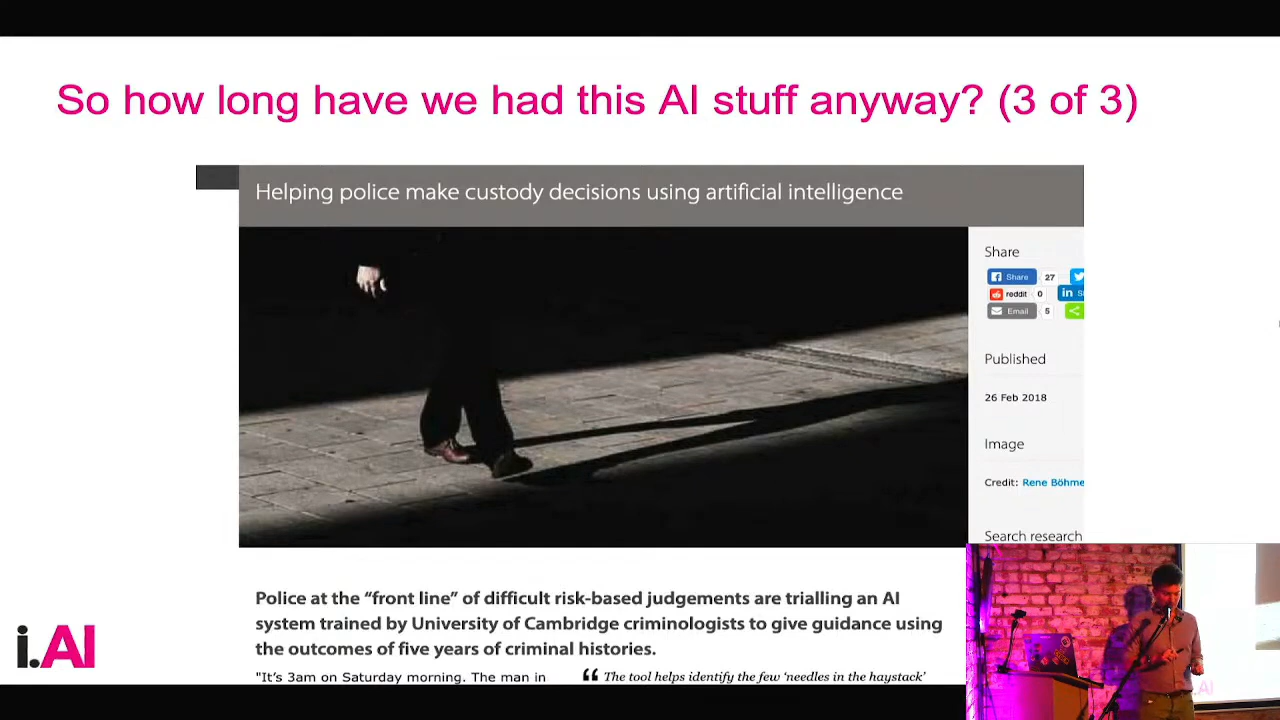 So how long have we had this AI stuff anyway? (3 of 3)
Helping police make custody decisions using artificial intelligence
Share
Share 27
reddit 0
in
Email 5
Published
26 Feb 2018
Image
Credit: Rene Böhme
Search research
Police at the “front line” of difficult risk-based judgements are trialling an AI
system trained by University of Cambridge criminologists to give guidance using
the outcomes of five years of criminal histories.
"It’s 3am on Saturday morning. The man in
“ The tool helps identify the few ‘needles in the haystack’
i.AI